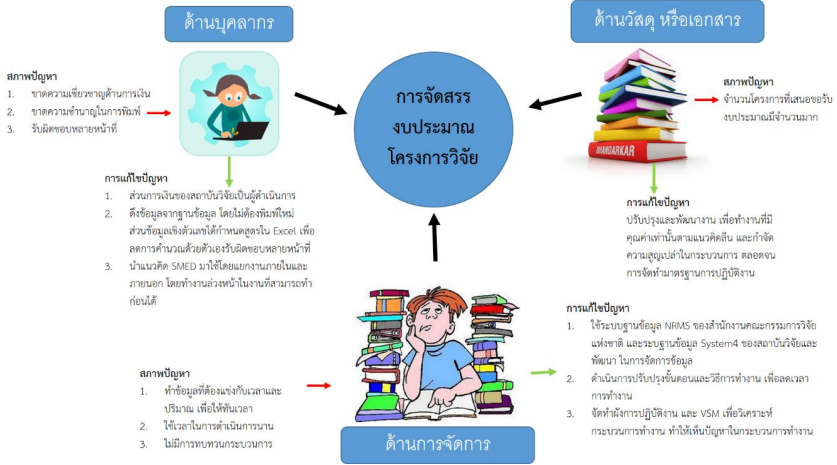 ด้านบุคลากร
สภาพปัญหา
1. ขาดความเชี่ยวชาญด้านการเงิน
2. ขาดความชำนาญในการพิมพ์
3. รับผิดชอบหลายหน้าที่
การแก้ไขปัญหา
1. ส่วนการเงินของสถาบันวิจัยเป็นผู้ดำเนินการ
2. ดึงข้อมูลจากฐานข้อมูล โดยไม่ต้องพิมพ์ใหม่
ส่วนข้อมูลเชิงตัวเลขได้กำหนดสูตรใน Excel เพื่อ
ลดการคำนวณด้วยตัวเองรับผิดชอบหลายหน้าที่
3. นำแนวคิด SMED มาใช้โดยแยกงานภายในและ
ภายนอก โดยทำงานล่วงหน้าในงานที่สามารถทำ
ก่อนได้
การจัดสรร
งบประมาณ
โครงการวิจัย
ด้านวัสดุ หรือเอกสาร
BHANDARKAR
สภาพปัญหา
จำนวนโครงการที่เสนอขอรับ
งบประมาณมีจำนวนมาก
การแก้ไขปัญหา
ปรับปรุงและพัฒนางาน เพื่อทำงานที่มี
คุณค่าเท่านั้นตามแนวคิดลีน และกำจัด
ความสูญเปล่าในกระบวนการ ตลอดจน
การจัดทำมาตรฐานการปฏิบัติงาน
สภาพปัญหา
1. ทำข้อมูลที่ต้องแข่งกับเวลาและ
ปริมาณ เพื่อให้ทันเวลา
2. ใช้เวลาในการดำเนินการนาน
3. ไม่มีการทบทวนกระบวนการ
ด้านการจัดการ
การแก้ไขปัญหา
1. ใช้ระบบฐานข้อมูล NRMS ของสำนักงานคณะกรรมการวิจัย
แห่งชาติ และระบบฐานข้อมูล System4 ของสถาบันวิจัยและ
พัฒนา ในการจัดการข้อมูล
2. ดำเนินการปรับปรุงขั้นตอนและวิธีการทำงาน เพื่อลดเวลา
การทำงาน
3. จัดทำผังการปฏิบัติงาน และ VSM เพื่อวิเคราะห์
กระบวนการทำงาน ทำให้เห็นปัญหาในกระบวนการทำงาน